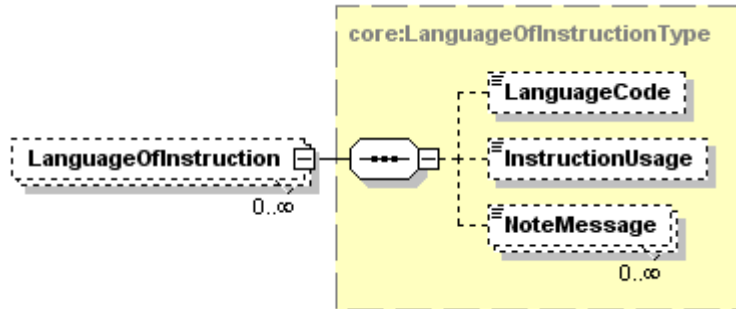 core:LanguageOfInstructionType
LanguageCode
LanguageOfInstruction
InstructionUsage
0..∞
NoteMessage
0..∞